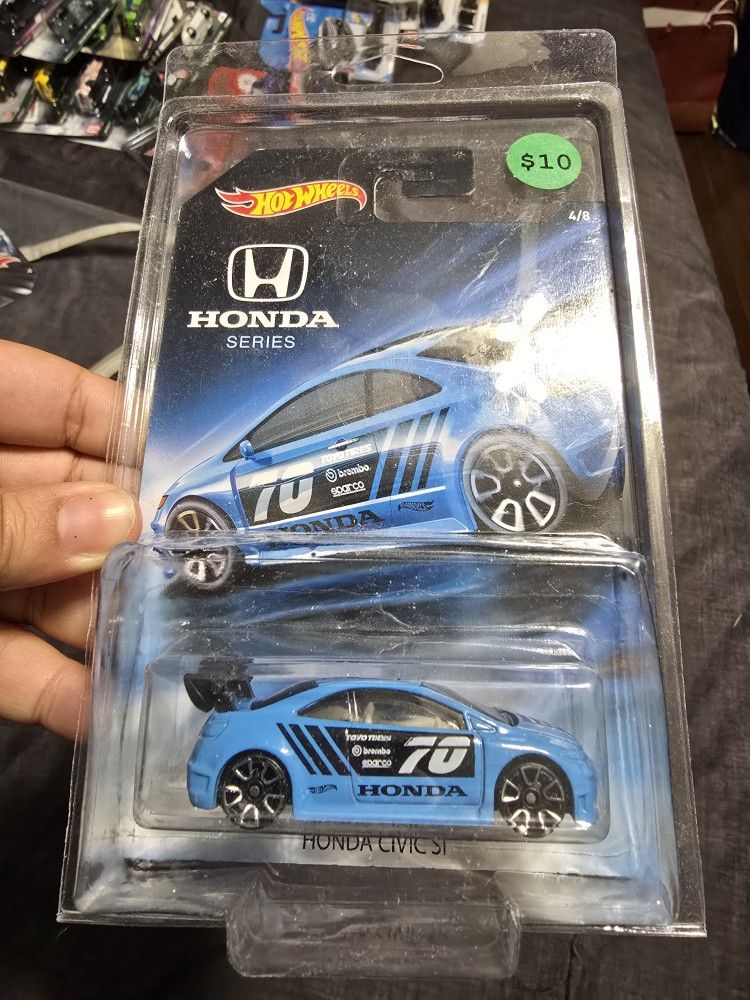 $10
HOT WHEELS
4/8
HONDA
SERIES
TOYO TIRES
70
brembo
sparco
HONDA
TOYO TIRES
brembo
70
sparco
HONDA
HONDA CIVIC SI